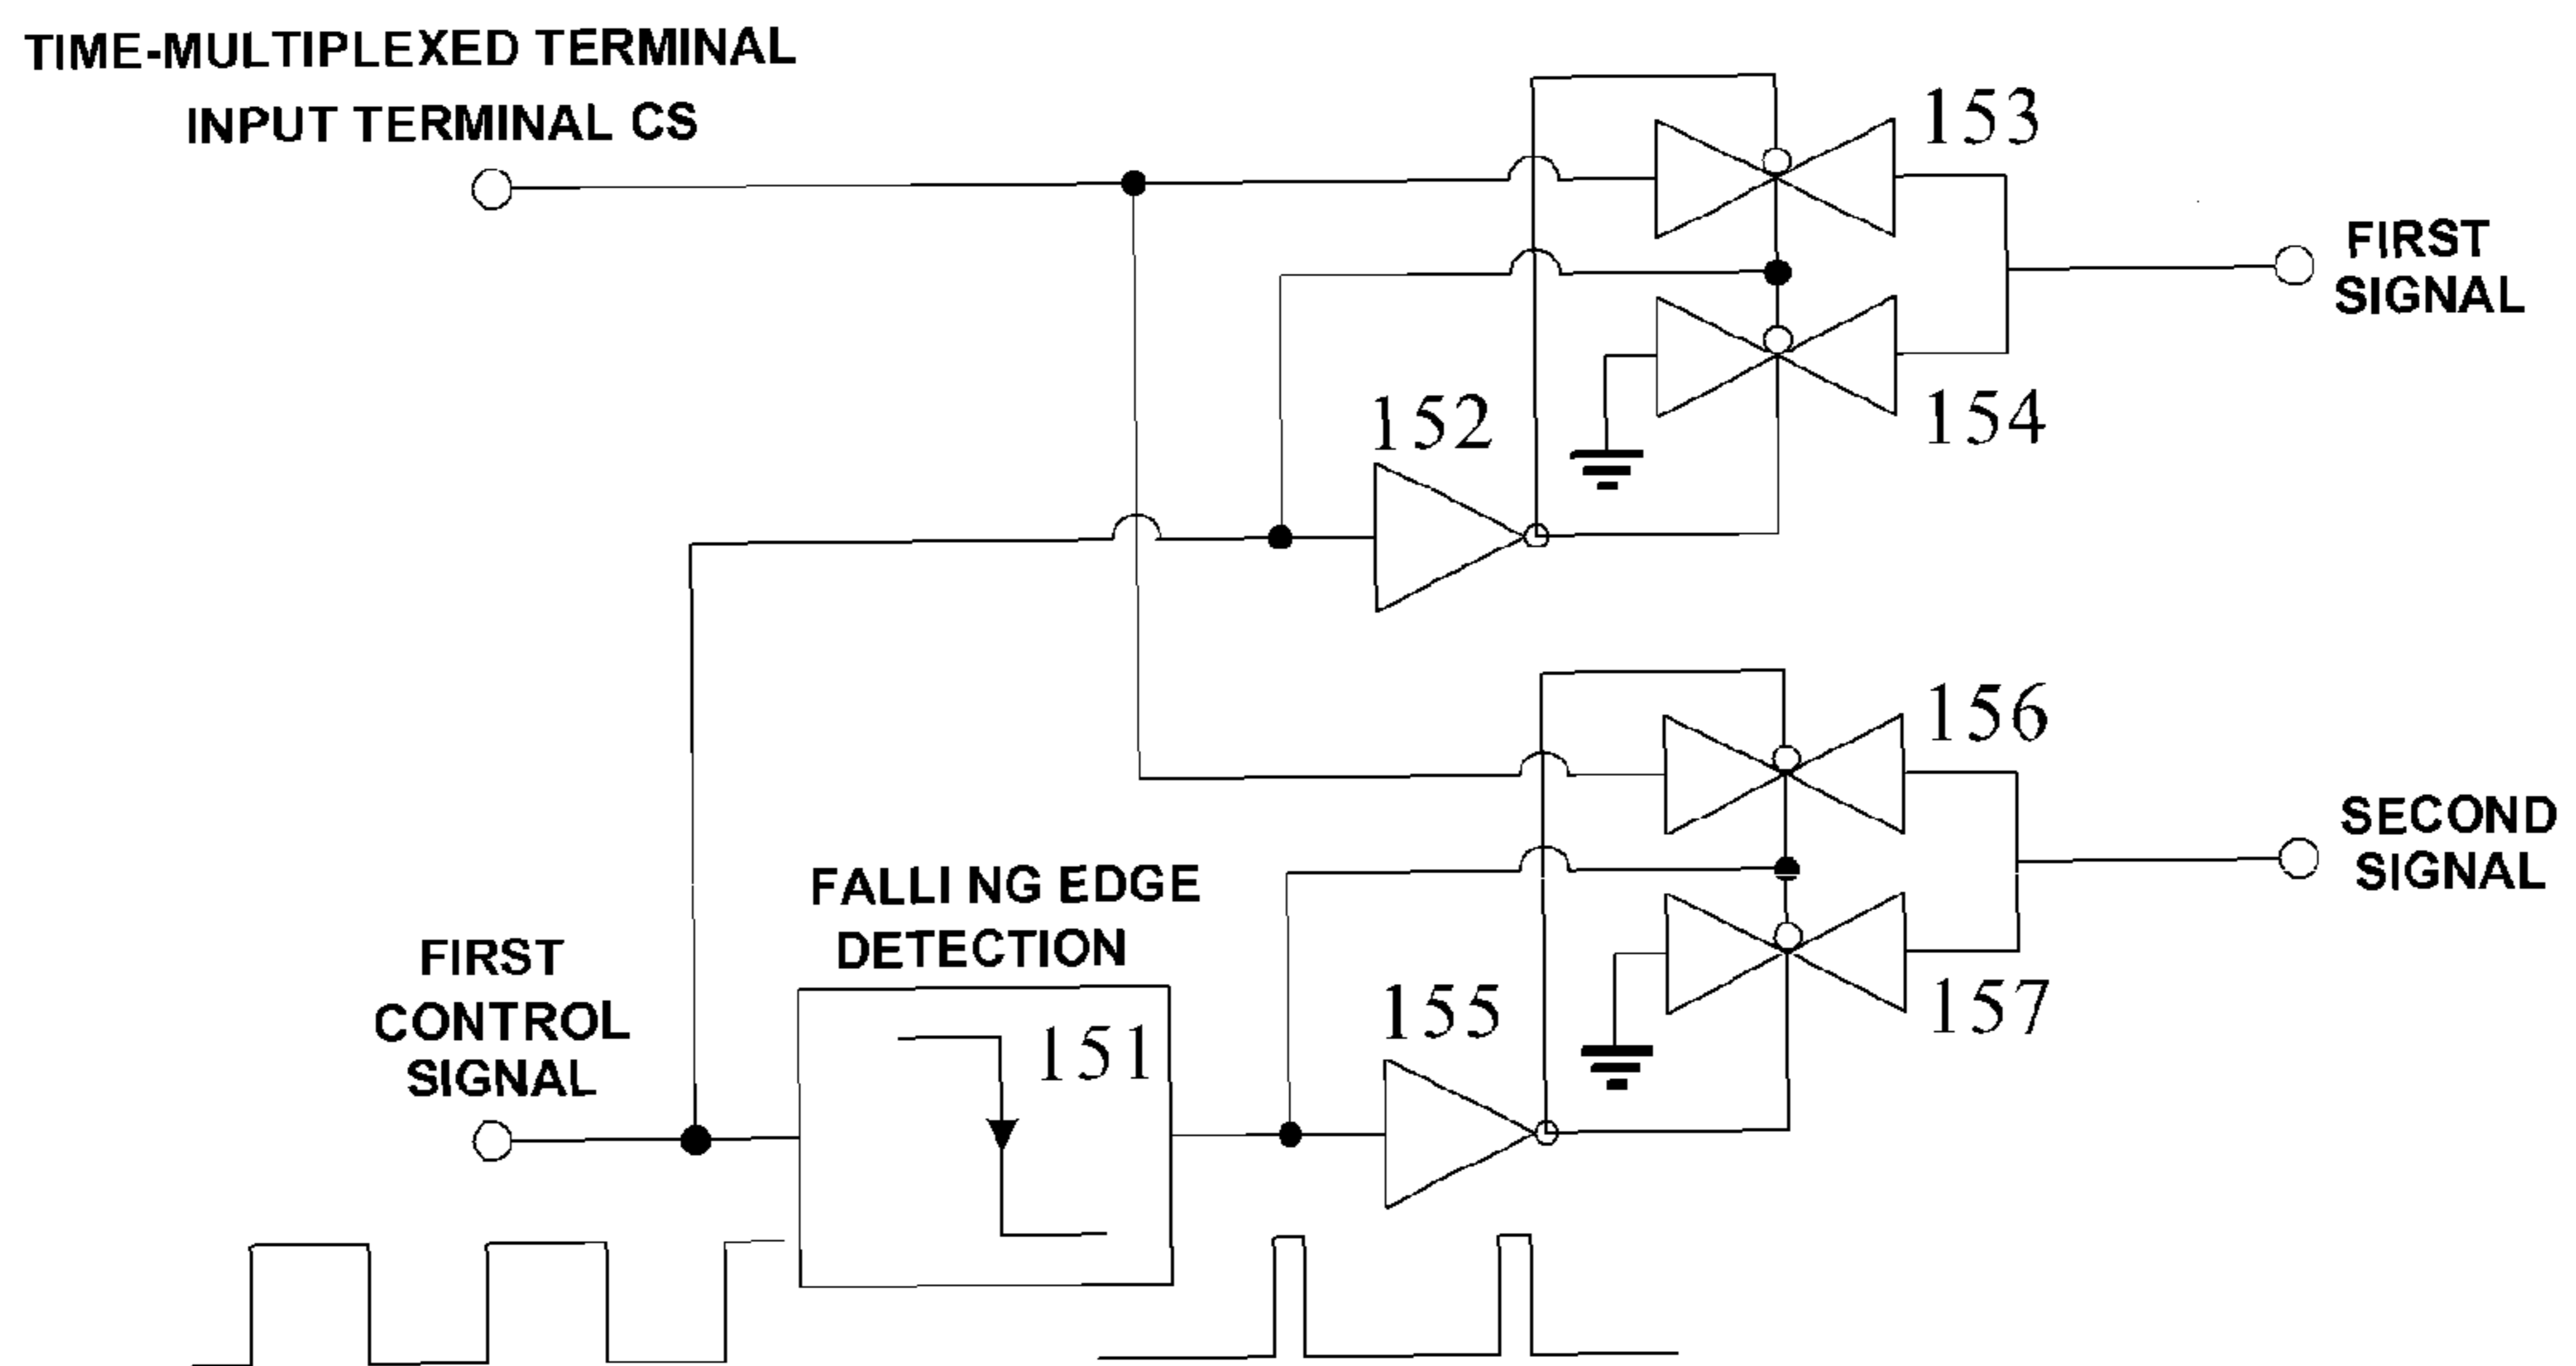 TIME-MULTIPLEXED TERMINAL
INPUT TERMINAL CS
153
FIRST
SIGNAL
154
152
156
SECOND
SIGNAL
157
155
FALLI NG EDGE
DETECTION
151
FIRST
CONTROL
SIGNAL